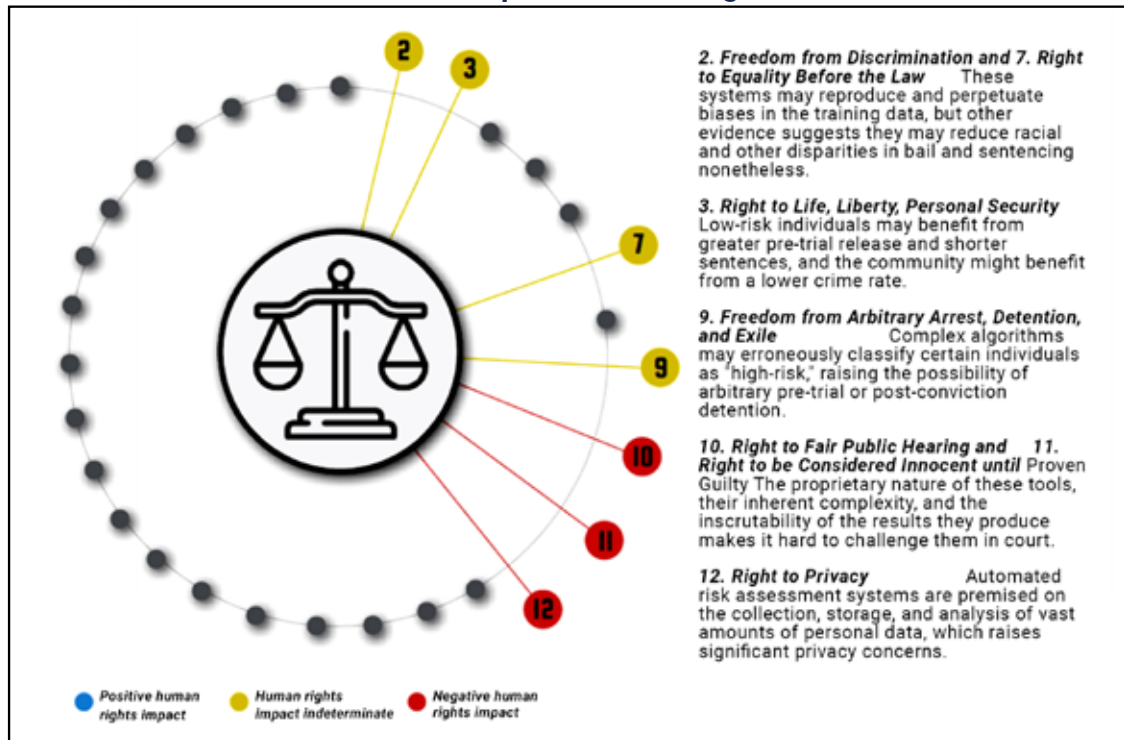 2
3
7
9
10
11
12
2. Freedom from Discrimination and 7. Right
to Equality Before the Law These
systems may reproduce and perpetuate
biases in the training data, but other
evidence suggests they may reduce racial
and other disparities in bail and sentencing
nonetheless.
3. Right to Life, Liberty, Personal Security
Low-risk individuals may benefit from
greater pre-trial release and shorter
sentences, and the community might benefit
from a lower crime rate.
9. Freedom from Arbitrary Arrest, Detention,
and Exile Complex algorithms
may erroneously classify certain individuals
as "high-risk," raising the possibility of
arbitrary pre-trial or post-conviction
detention.
10. Right to Fair Public Hearing and 11.
Right to be Considered Innocent until Proven
Guilty The proprietary nature of these tools,
their inherent complexity, and the
inscrutability of the results they produce
makes it hard to challenge them in court.
12. Right to Privacy Automated
risk assessment systems are premised on
the collection, storage, and analysis of vast
amounts of personal data, which raises
significant privacy concerns.
Positive human
rights impact
Human rights
impact indeterminate
Negative human
rights impact